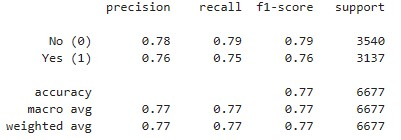 precision recall f1-score support
No (0) 0.78 0.79 0.79 3540
Yes (1) 0.76 0.75 0.76 3137
accuracy 0.77 6677
macro avg 0.77 0.77 0.77 6677
weighted avg 0.77 0.77 0.77 6677